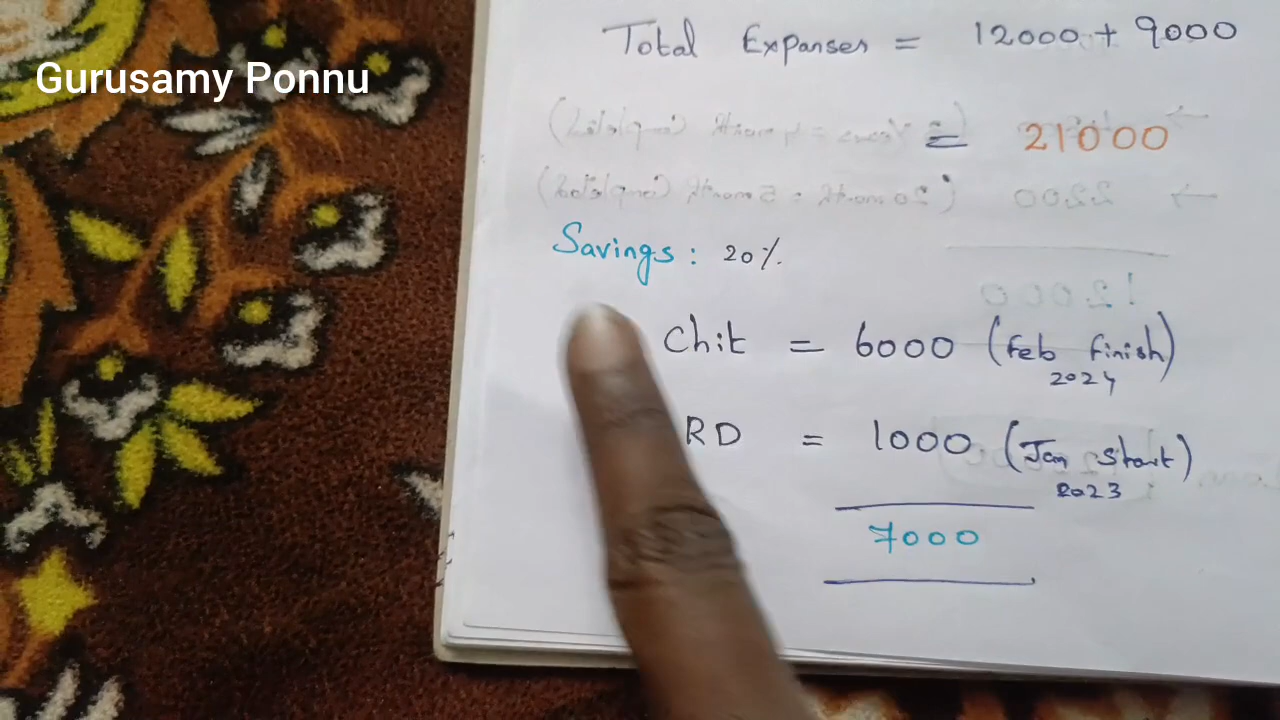 Total Expanses = 12000 + 9000
Gurusamy Ponnu
= 21000
Savings: 20%
Chit = 6000 (Feb finish)
2024
RD = 1000 (Jan start)
2023
7000